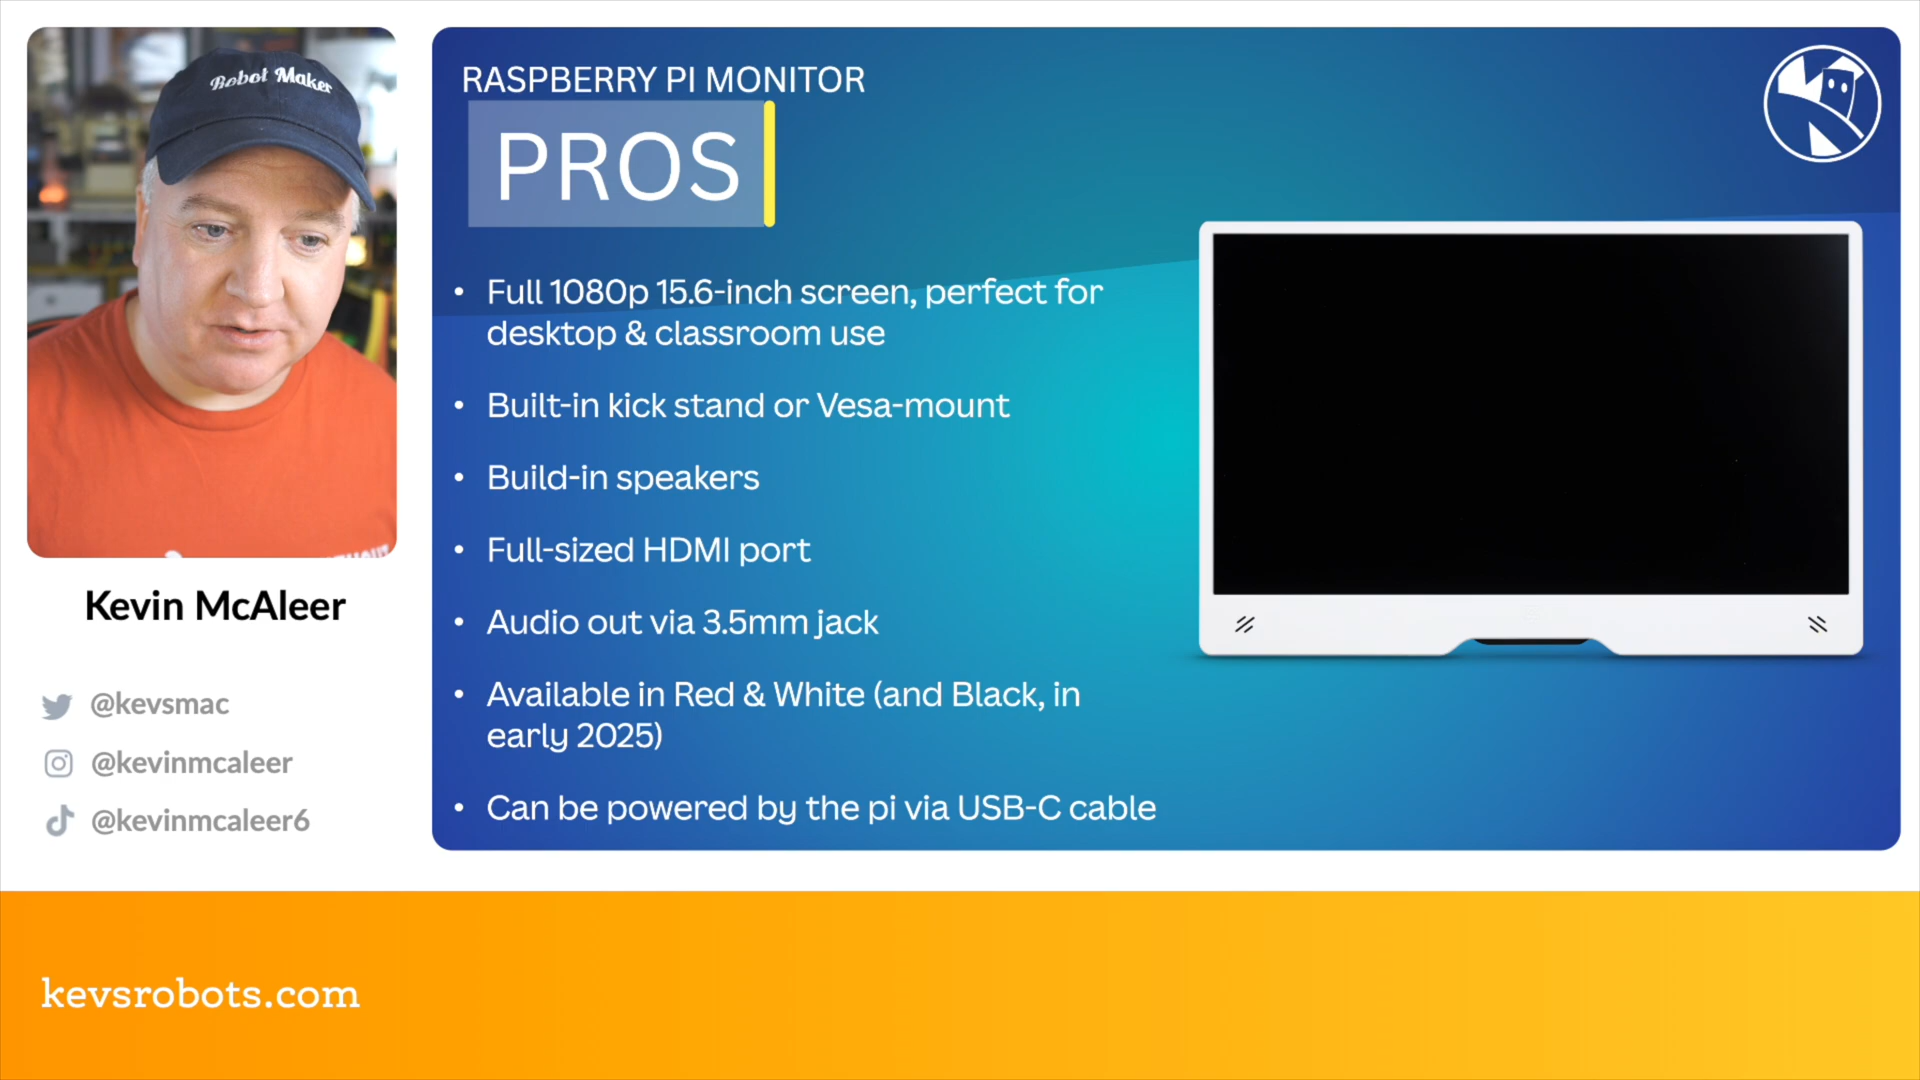 Robot Maker
Kevin McAleer
@kevsmac
@kevinmcaleer
@kevinmcaleer6
RASPBERRY PI MONITOR
PROS
• Full 1080p 15.6-inch screen, perfect for
desktop & classroom use
• Built-in kick stand or Vesa-mount
• Build-in speakers
• Full-sized HDMI port
• Audio out via 3.5mm jack
• Available in Red & White (and Black, in
early 2025)
• Can be powered by the pi via USB-C cable
kevsrobots.com